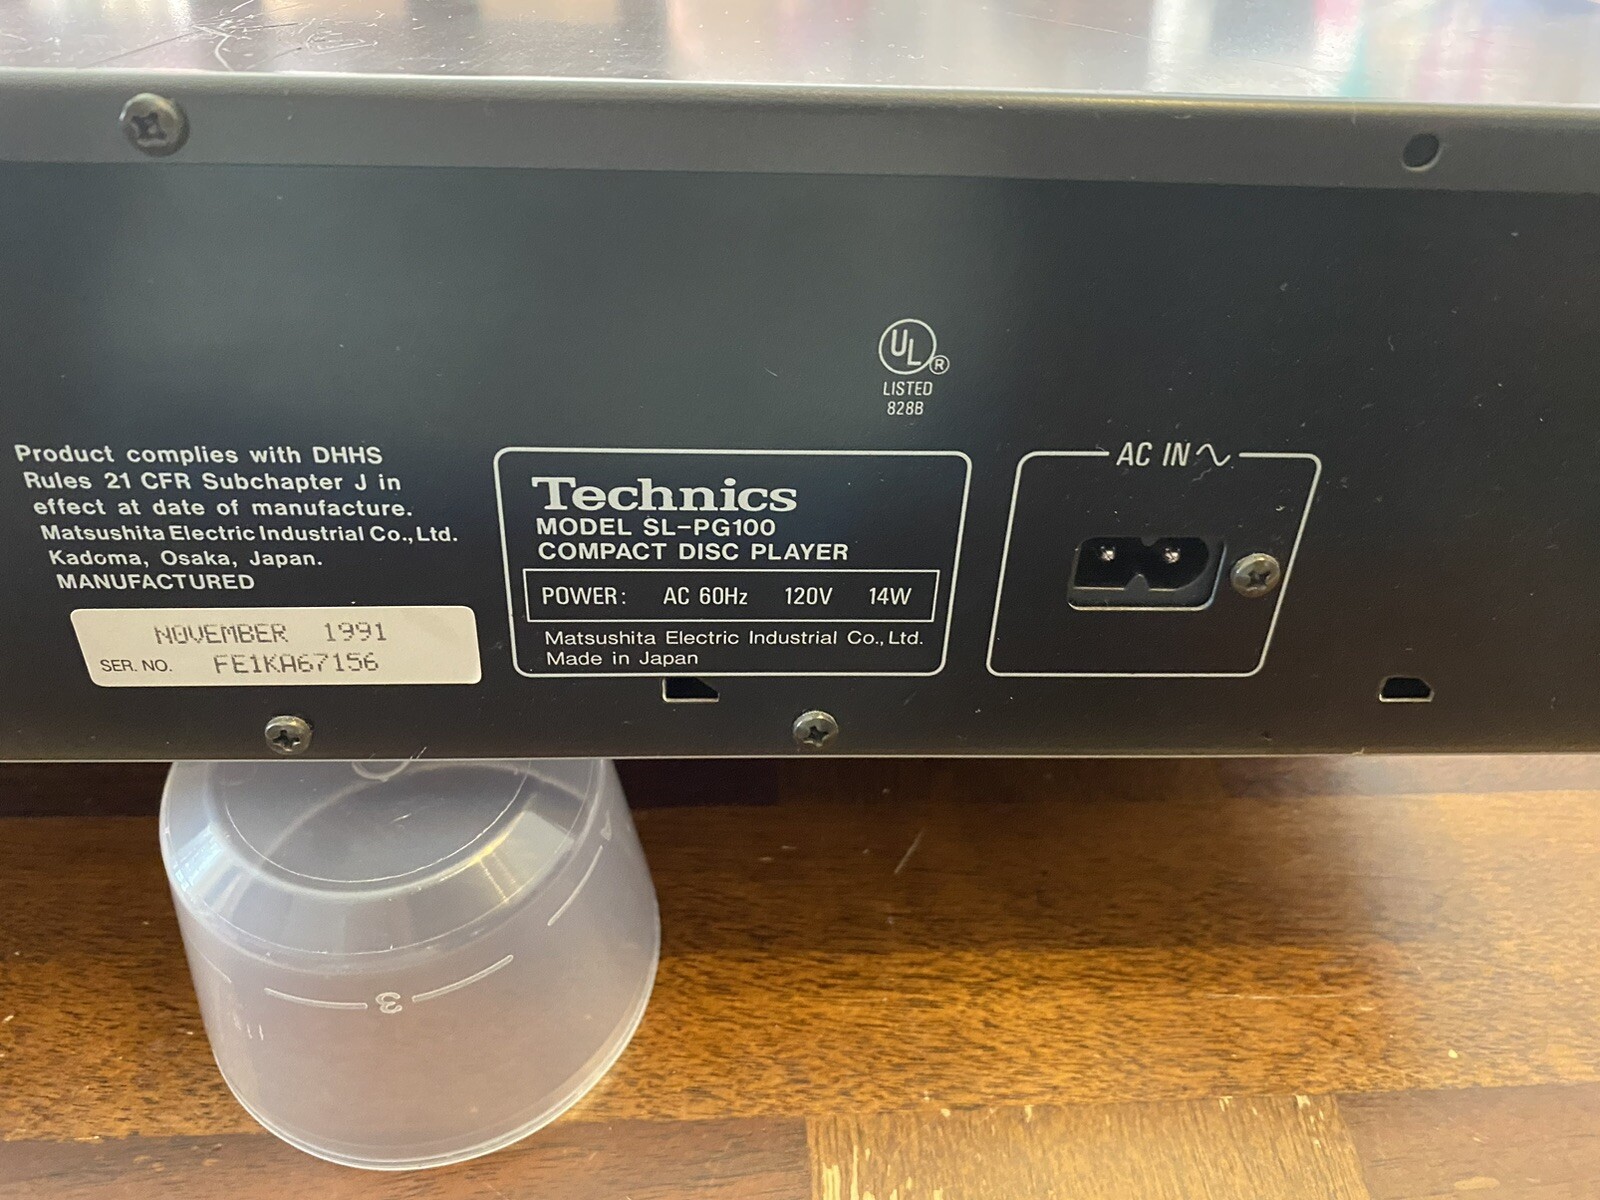 UL®
LISTED
828B
Product complies with DHHS
Rules 21 CFR Subchapter J in
effect at date of manufacture.
Matsushita Electric Industrial Co., Ltd.
Kadoma, Osaka, Japan.
MANUFACTURED
NOVEMBER 1991
SER. NO. FE1KA67156
Technics
MODEL SL-PG100
COMPACT DISC PLAYER
POWER: AC 60Hz 120V 14W
Matsushita Electric Industrial Co., Ltd.
Made in Japan
AC IN ∿
3